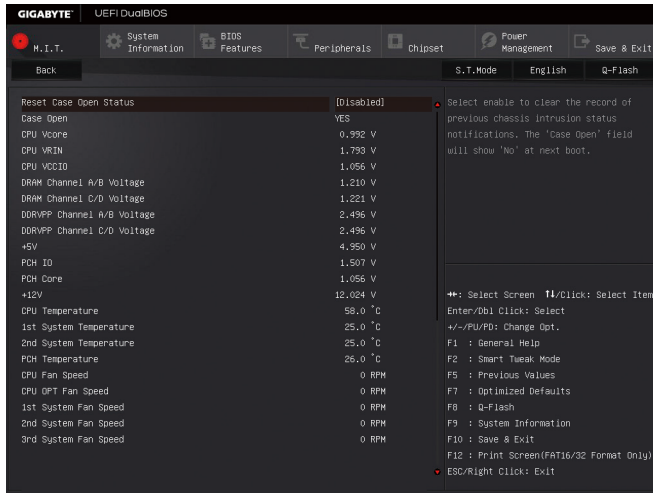 GIGABYTE™ UEFI DualBIOS
M.I.T. System Information BIOS Features Peripherals Chipset Power Management Save & Exit
Back S.T.Mode English Q-Flash
Reset Case Open Status [Disabled]
Case Open YES
CPU Vcore 0.992 V
CPU VRIN 1.793 V
CPU VCCIO 1.056 V
DRAM Channel A/B Voltage 1.210 V
DRAM Channel C/D Voltage 1.221 V
DDRVPP Channel A/B Voltage 2.496 V
DDRVPP Channel C/D Voltage 2.496 V
+5V 4.950 V
PCH IO 1.507 V
PCH Core 1.056 V
+12V 12.024 V
CPU Temperature 58.0 °C
1st System Temperature 25.0 °C
2nd System Temperature 25.0 °C
PCH Temperature 26.0 °C
CPU Fan Speed 0 RPM
CPU OPT Fan Speed 0 RPM
1st System Fan Speed 0 RPM
2nd System Fan Speed 0 RPM
3rd System Fan Speed 0 RPM
Select enable to clear the record of
previous chassis intrusion status
notifications. The 'Case Open' field
will show 'No' at next boot.
→←: Select Screen ↑↓/Click: Select Item
Enter/Dbl Click: Select
+/-/PU/PD: Change Opt.
F1 : General Help
F2 : Smart Tweak Mode
F5 : Previous Values
F7 : Optimized Defaults
F8 : Q-Flash
F9 : System Information
F10 : Save & Exit
F12 : Print Screen(FAT16/32 Format Only)
ESC/Right Click: Exit